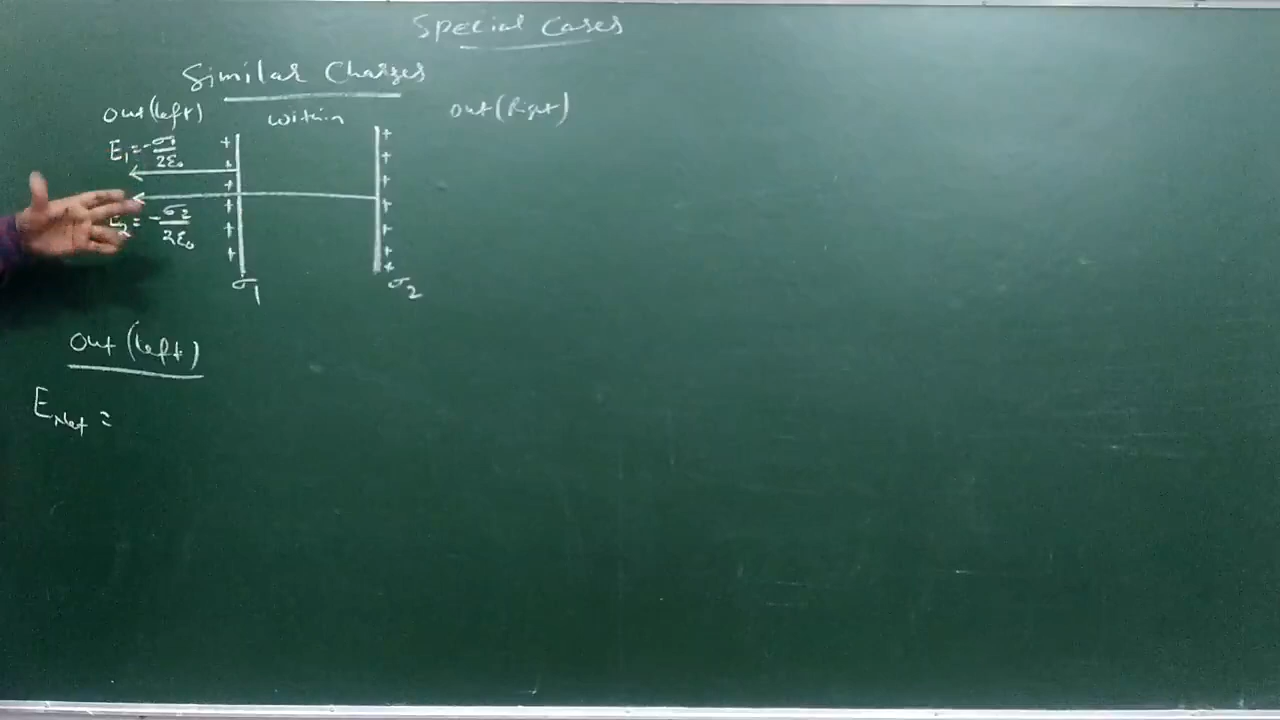 Special Cases
Similar Charges
out (left) within out (Right)
E₁ = -σ₁/2ε₀
E₂ = -σ₂/2ε₀
σ₁ σ₂
out (left)
E_Net =